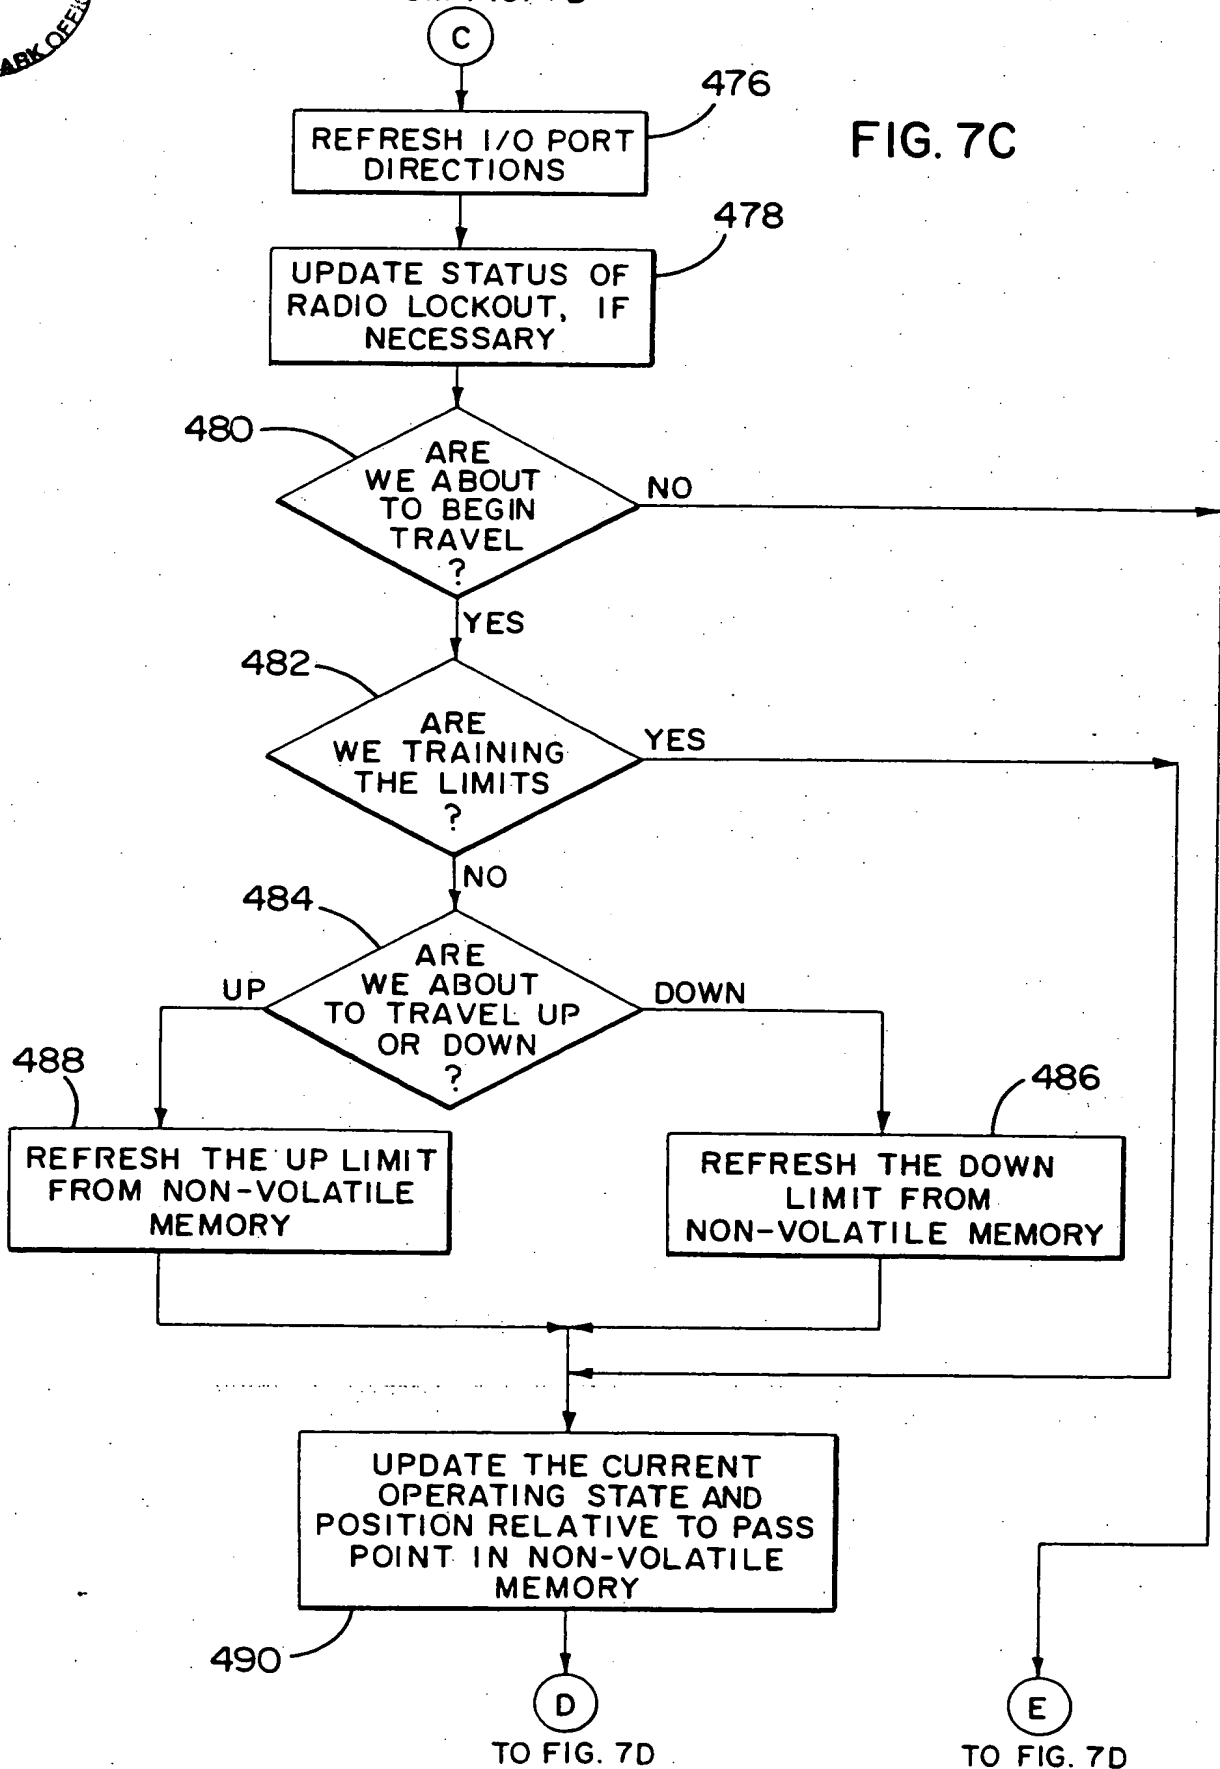 ARK OFFI
C
476
FIG. 7C
REFRESH I/O PORT
DIRECTIONS
478
UPDATE STATUS OF
RADIO LOCKOUT, IF
NECESSARY
480
ARE
WE ABOUT
TO BEGIN
TRAVEL
?
NO
YES
482
ARE
WE TRAINING
THE LIMITS
?
YES
NO
484
ARE
WE ABOUT
TO TRAVEL UP
OR DOWN
?
UP
DOWN
488
486
REFRESH THE UP LIMIT
FROM NON-VOLATILE
MEMORY
REFRESH THE DOWN
LIMIT FROM
NON-VOLATILE MEMORY
UPDATE THE CURRENT
OPERATING STATE AND
POSITION RELATIVE TO PASS
POINT IN NON-VOLATILE
MEMORY
490
D
TO FIG. 7D
E
TO FIG. 7D